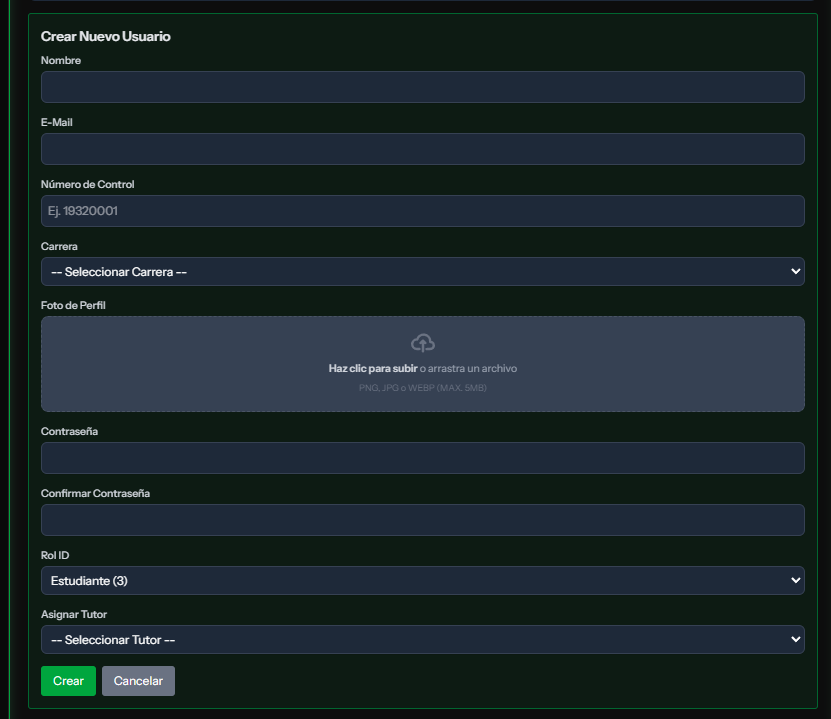 Crear Nuevo Usuario
Nombre
E-Mail
Número de Control
Ej. 19320001
Carrera
-- Seleccionar Carrera --
Foto de Perfil
Haz clic para subir o arrastra un archivo
PNG, JPG o WEBP (MAX. 5MB)
Contraseña
Confirmar Contraseña
Rol ID
Estudiante (3)
Asignar Tutor
-- Seleccionar Tutor --
Crear Cancelar